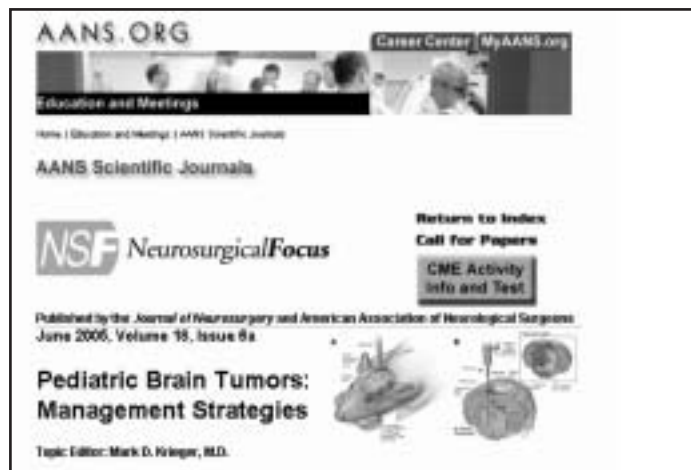 AANS.ORG
Career Center MyAANS.org
Education and Meetings
Home | Education and Meetings | AANS Scientific Journals
AANS Scientific Journals
Return to Index
Call for Papers
NSF NeurosurgicalFocus
CME Activity
Info and Test
Published by the Journal of Neurosurgery and American Association of Neurological Surgeons
June 2005, Volume 18, Issue 6a
Pediatric Brain Tumors:
Management Strategies
Topic Editor: Mark D. Krieger, M.D.